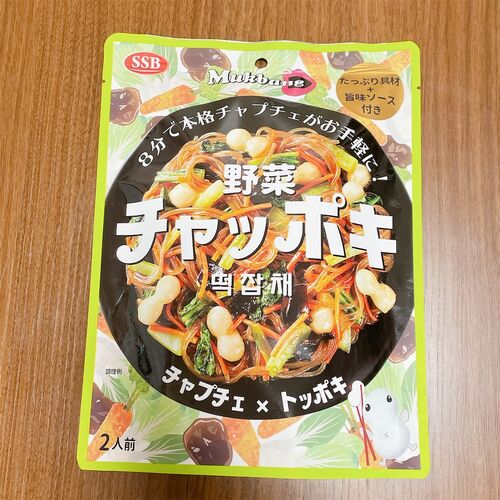 SSB
Mukbang
たっぷり具材
+
旨味ソース
付き
8分で本格チャプチェがお手軽に!
野菜
チャッポキ
떡잡채
調理例
チャプチェ × トッポキ
2人前